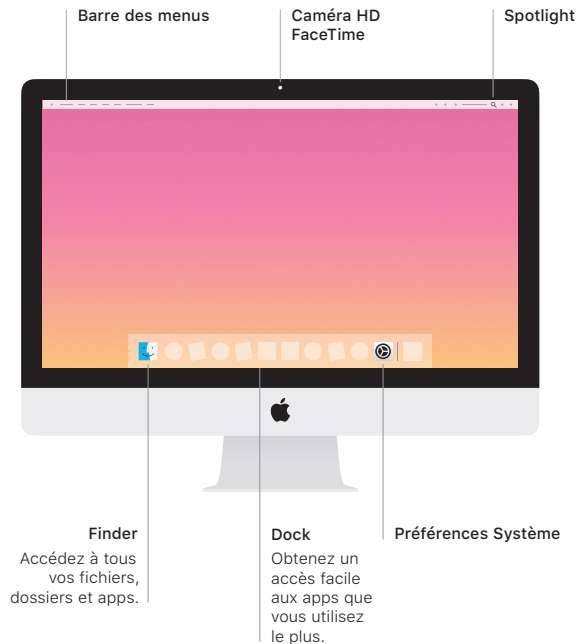 Barre des menus
Caméra HD
FaceTime
Spotlight
Finder
Accédez à tous
vos fichiers,
dossiers et apps.
Dock
Obtenez un
accès facile
aux apps que
vous utilisez
le plus.
Préférences Système